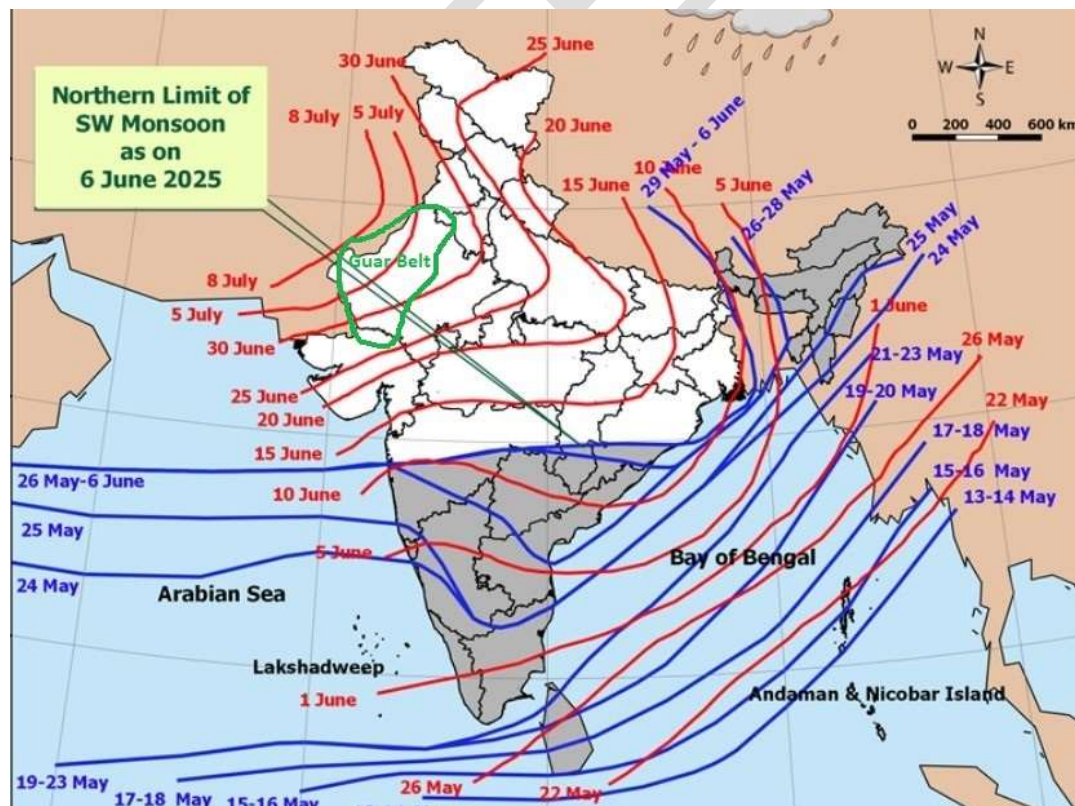 Northern Limit of
SW Monsoon
as on
6 June 2025
25 June
30 June
8 July
5 July
20 June
N
W
E
S
0 200 400 600 km
29 May - 6 June
10 June
15 June
5 June
26-28 May
25 May
24 May
Guar Belt
8 July
5 July
30 June
25 June
20 June
15 June
10 June
1 June
26 May
21-23 May
19-20 May
22 May
17-18 May
15-16 May
13-14 May
26 May-6 June
25 May
5 June
24 May
Bay of Bengal
Arabian Sea
Lakshadweep
1 June
Andaman & Nicobar Island
19-23 May
17-18 May
15-16 May
26 May
22 May